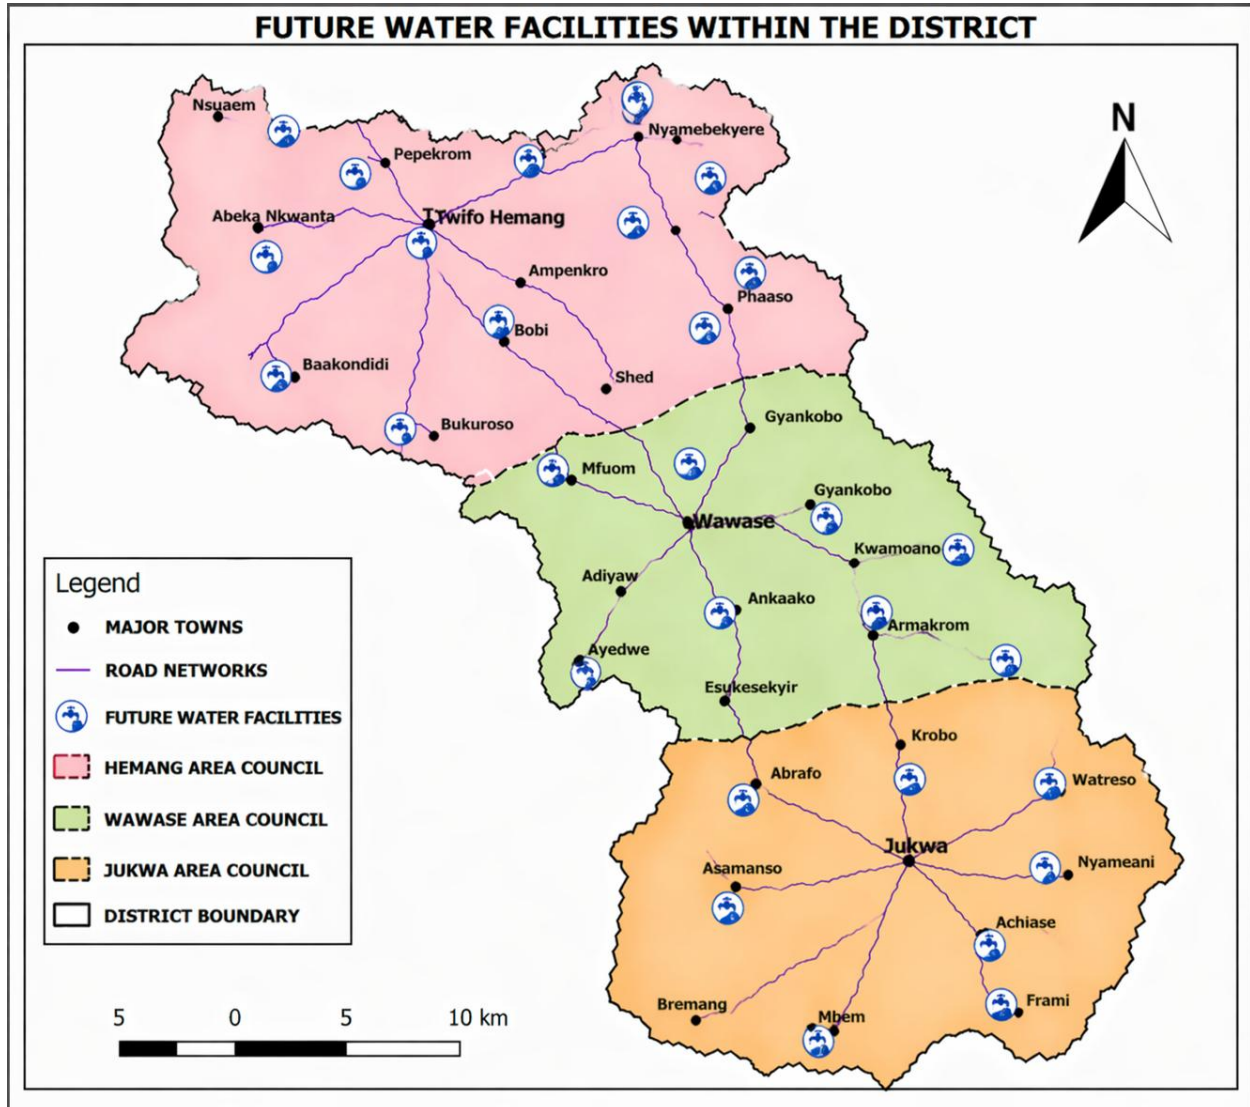 FUTURE WATER FACILITIES WITHIN THE DISTRICT
N
Nsuaem
Nyamebekyere
Pepekrom
Abeka Nkwanta
TTwifo Hemang
Ampenkro
Phaaso
Bobi
Baakondidi
Shed
Bukuroso
Gyankobo
Mfuom
Gyankobo
Wawase
Kwamoano
Adiyaw
Ankaako
Armakrom
Ayedwe
Esukesekyir
Krobo
Abrafo
Watreso
Jukwa
Asamanso
Nyameani
Achiase
Bremang
Mbem
Frami
Legend
MAJOR TOWNS
ROAD NETWORKS
FUTURE WATER FACILITIES
HEMANG AREA COUNCIL
WAWASE AREA COUNCIL
JUKWA AREA COUNCIL
DISTRICT BOUNDARY
5 0 5 10 km